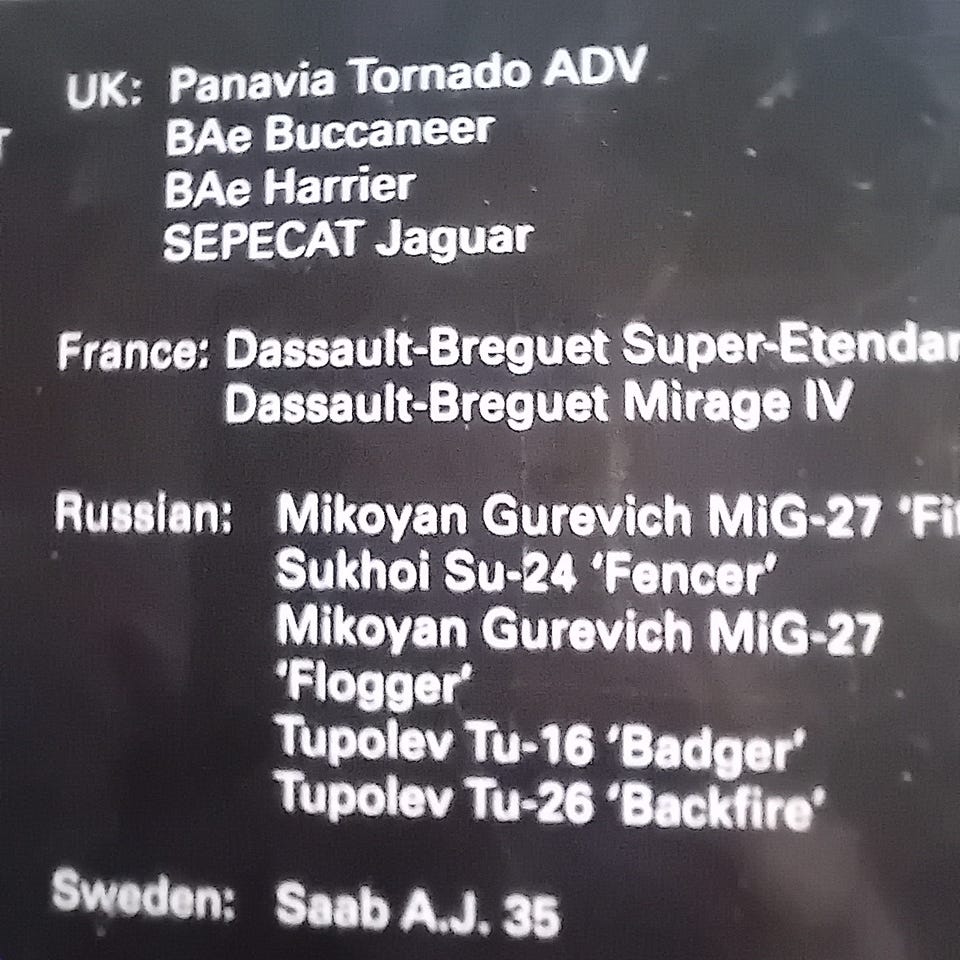 UK: Panavia Tornado ADV
BAe Buccaneer
BAe Harrier
SEPECAT Jaguar
France: Dassault-Breguet Super-Etendar
Dassault-Breguet Mirage IV
Russian: Mikoyan Gurevich MiG-27
Sukhoi Su-24 ‘Fencer’
Mikoyan Gurevich MiG-27
‘Flogger’
Tupolev Tu-16 ‘Badger’
Tupolev Tu-26 ‘Backfire’
Sweden: Saab A.J. 35